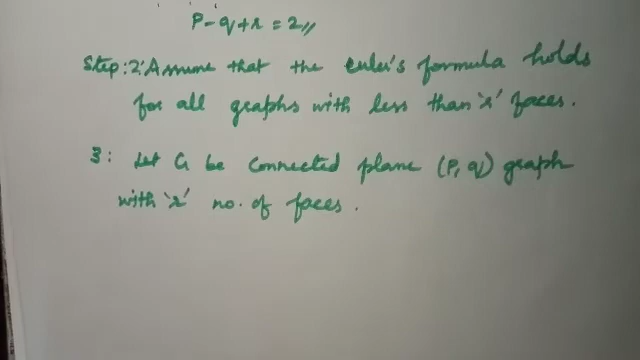 P-q+r = 2//
Step:2: Assume that the Euler's formula holds
for all graphs with less than 'r' faces.
3: Let G be connected plane (P, q) graph
with 'r' no. of faces.